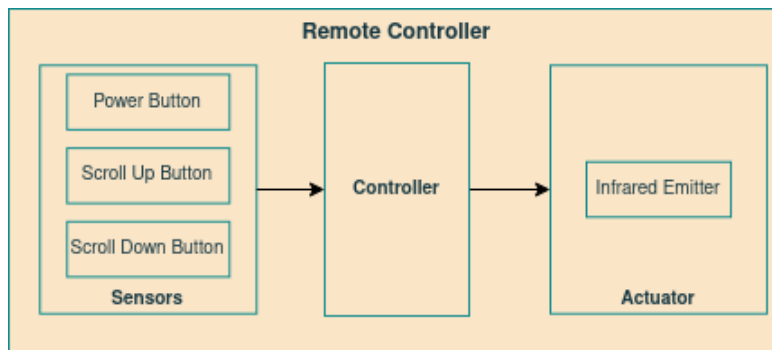 Remote Controller
Power Button
Scroll Up Button
Scroll Down Button
Sensors
Controller
Infrared Emitter
Actuator